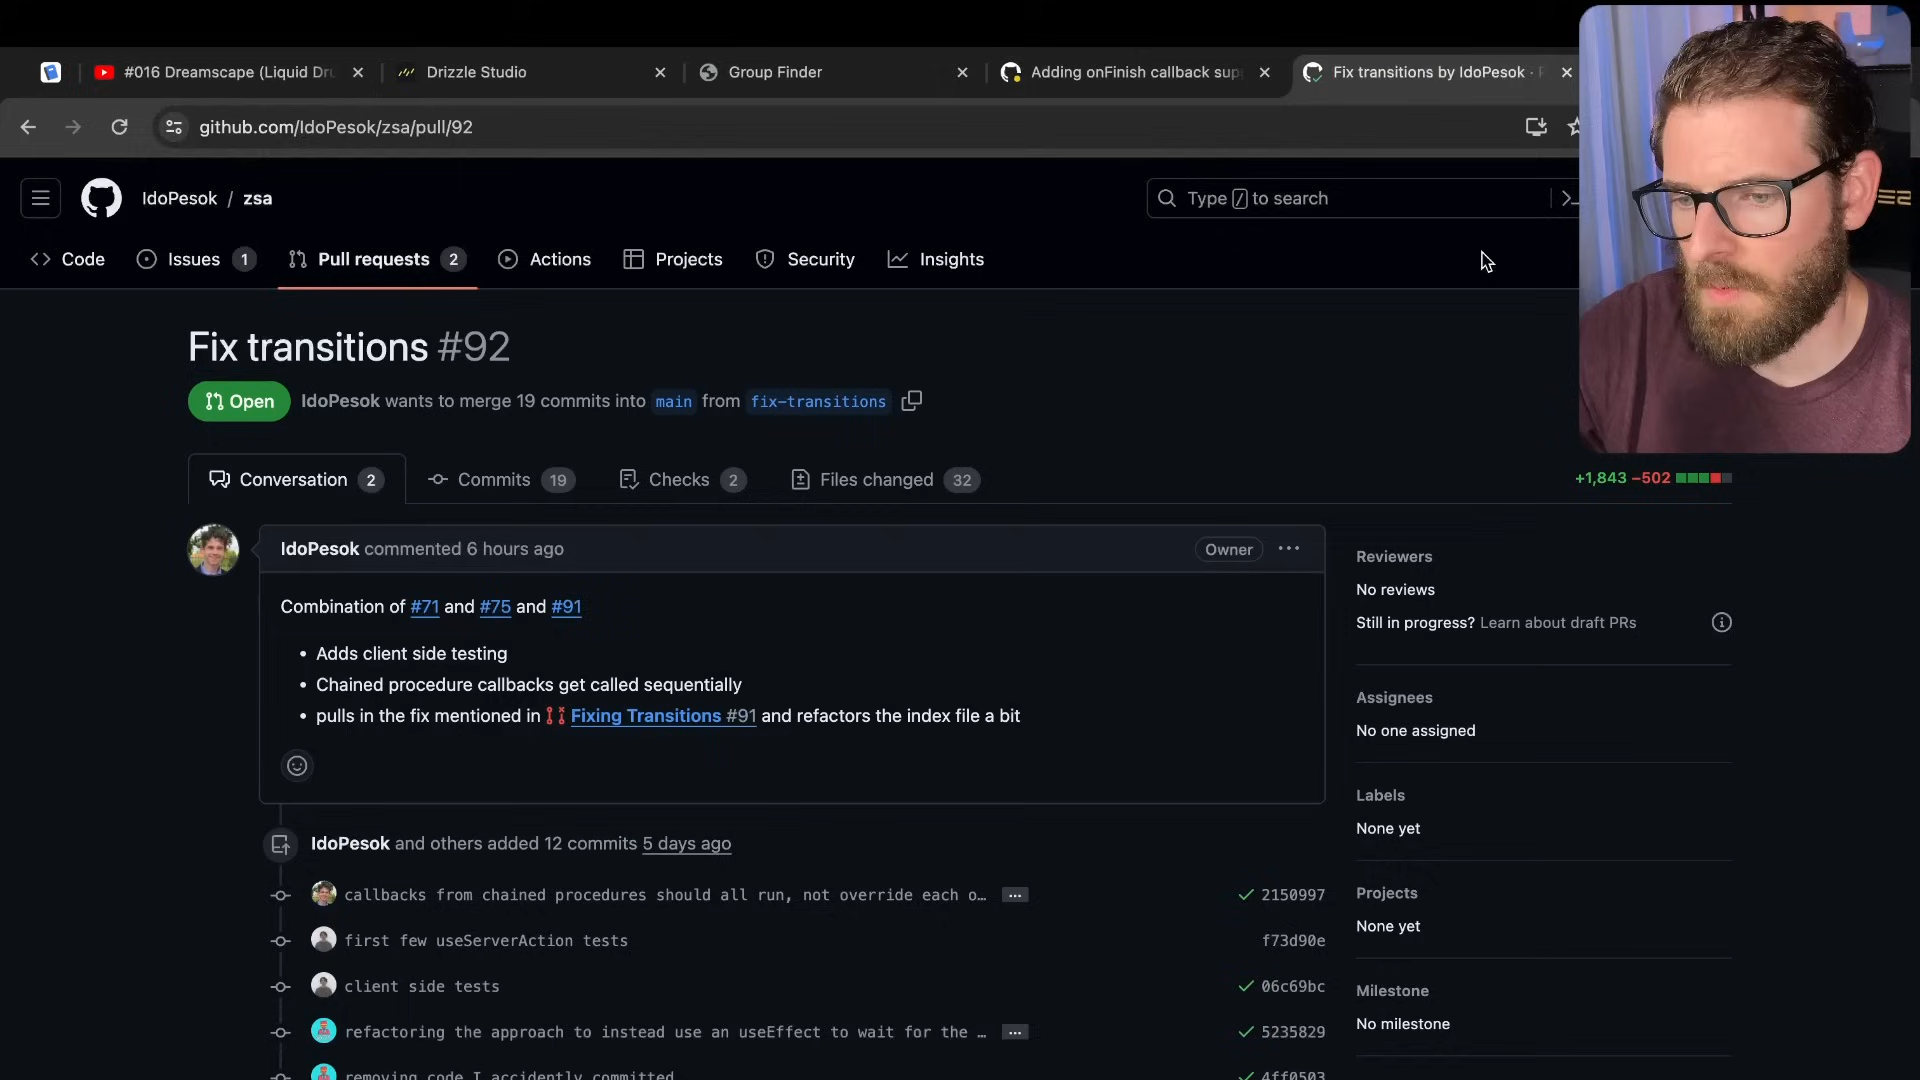 #016 Dreamscape (Liquid Dru
Drizzle Studio
Group Finder
Adding onFinish callback sup
Fix transitions by IdoPesok ·
github.com/IdoPesok/zsa/pull/92
IdoPesok / zsa
Type / to search
Code
Issues 1
Pull requests 2
Actions
Projects
Security
Insights
Fix transitions #92
Open
IdoPesok wants to merge 19 commits into main from fix-transitions
Conversation 2
Commits 19
Checks 2
Files changed 32
+1,843 −502
IdoPesok commented 6 hours ago
Owner
Combination of #71 and #75 and #91
• Adds client side testing
• Chained procedure callbacks get called sequentially
• pulls in the fix mentioned in Fixing Transitions #91 and refactors the index file a bit
IdoPesok and others added 12 commits 5 days ago
callbacks from chained procedures should all run, not override each o… ...
2150997
first few useServerAction tests
f73d90e
client side tests
06c69bc
refactoring the approach to instead use an useEffect to wait for the … ...
5235829
removing code I accidently committed
4ff0503
Reviewers
No reviews
Still in progress? Learn about draft PRs
Assignees
No one assigned
Labels
None yet
Projects
None yet
Milestone
No milestone